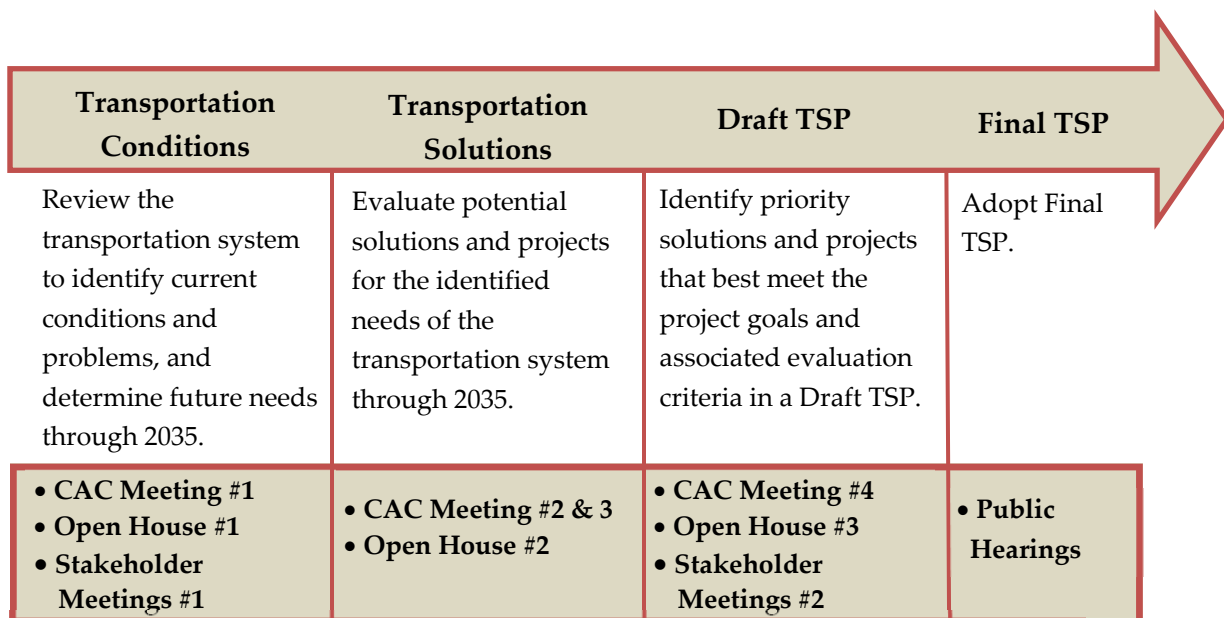 Transportation
Conditions
Transportation
Solutions
Draft TSP
Final TSP
Review the
transportation system
to identify current
conditions and
problems, and
determine future needs
through 2035.
Evaluate potential
solutions and projects
for the identified
needs of the
transportation system
through 2035.
Identify priority
solutions and projects
that best meet the
project goals and
associated evaluation
criteria in a Draft TSP.
Adopt Final
TSP.
• CAC Meeting #1
• Open House #1
• Stakeholder
Meetings #1
• CAC Meeting #2 & 3
• Open House #2
• CAC Meeting #4
• Open House #3
• Stakeholder
Meetings #2
• Public
Hearings